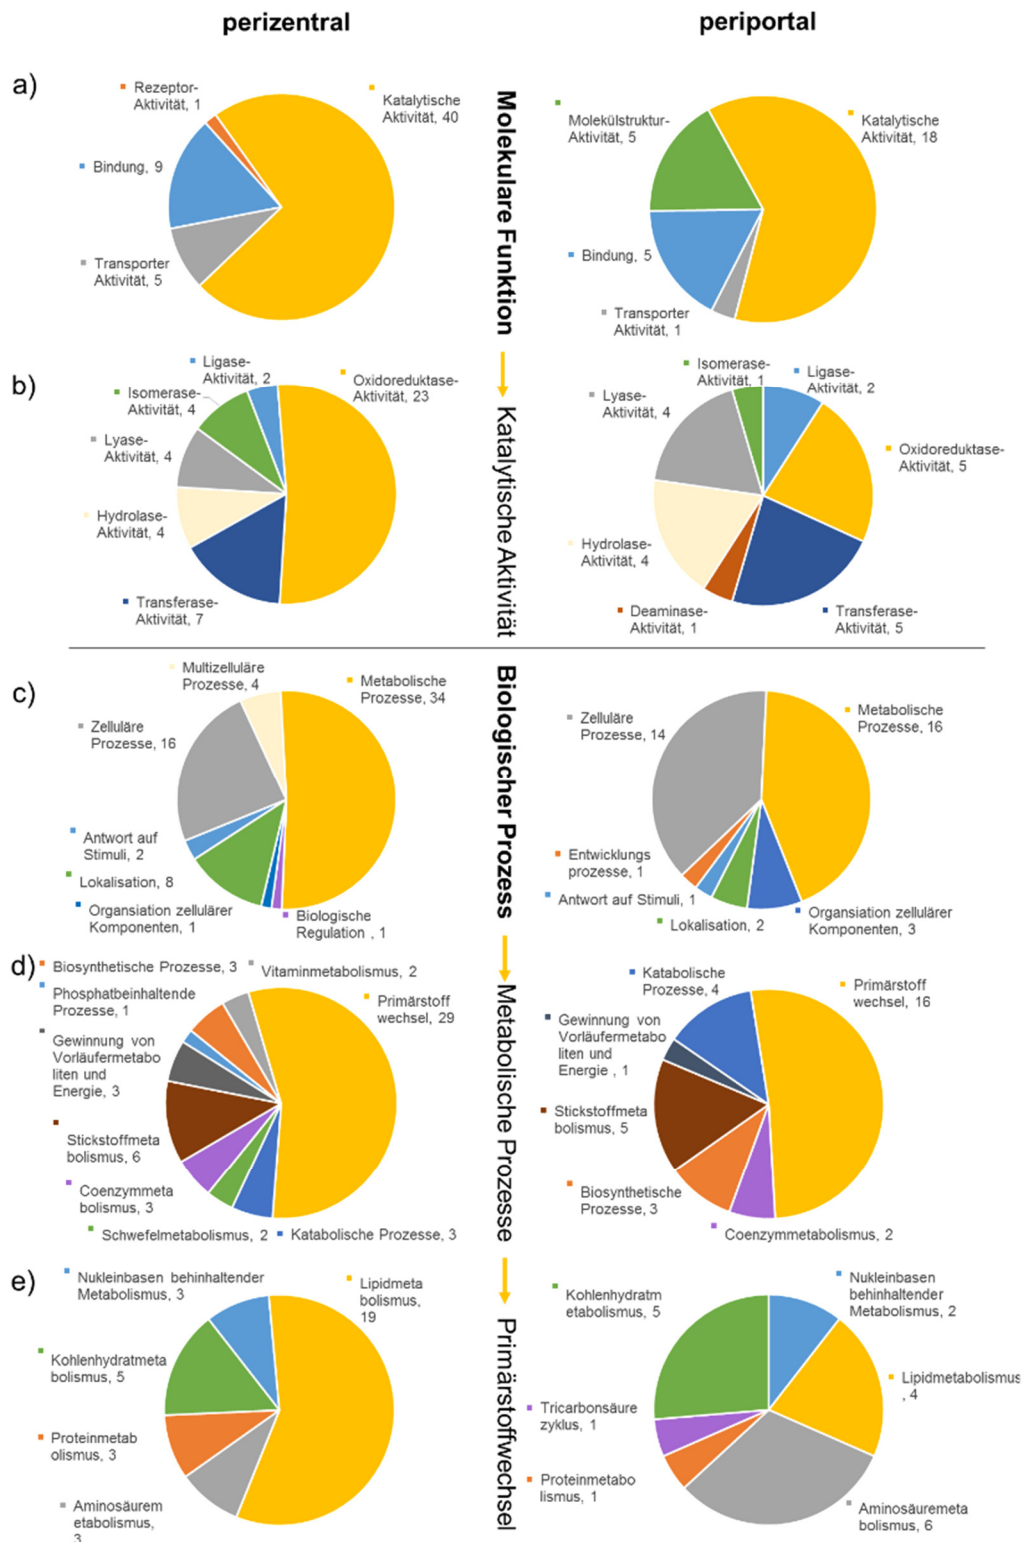 perizentral
periportal
a)
Rezeptor-
Aktivität, 1
Katalytische
Aktivität, 40
Bindung, 9
Transporter
Aktivität, 5
Molekulare Funktion
Molekülstruktur-
Aktivität, 5
Katalytische
Aktivität, 18
Bindung, 5
Transporter
Aktivität, 1
b)
Ligase-
Aktivität, 2
Oxidoreduktase-
Aktivität, 23
Isomerase-
Aktivität, 4
Lyase-
Aktivität, 4
Hydrolase-
Aktivität, 4
Transferase-
Aktivität, 7
Katalytische Aktivität
Isomerase-
Aktivität, 1
Ligase-
Aktivität, 2
Lyase-
Aktivität, 4
Oxidoreduktase-
Aktivität, 5
Hydrolase-
Aktivität, 4
Deaminase-
Aktivität, 1
Transferase-
Aktivität, 5
c)
Multizelluläre
Prozesse, 4
Metabolische
Prozesse, 34
Zelluläre
Prozesse, 16
Antwort auf
Stimuli, 2
Lokalisation, 8
Organsiation zellulärer
Komponenten, 1
Biologische
Regulation , 1
Biologischer Prozess
Zelluläre
Prozesse, 14
Metabolische
Prozesse, 16
Entwicklungs
prozesse, 1
Antwort auf Stimuli, 1
Lokalisation, 2
Organsiation zellulärer
Komponenten, 3
d)
Biosynthetische Prozesse, 3
Vitaminmetabolismus, 2
Phosphatbeinhaltende
Prozesse, 1
Primärstoff
wechsel, 29
Gewinnung von
Vorläufermetabo
liten und
Energie, 3
Stickstoffmeta
bolismus, 6
Coenzymmeta
bolismus, 3
Schwefelmetabolismus, 2
Katabolische Prozesse, 3
Metabolische Prozesse
Katabolische
Prozesse, 4
Primärstoff
wechsel, 16
Gewinnung von
Vorläufermetabo
liten und
Energie , 1
Stickstoffmeta
bolismus, 5
Biosynthetische
Prozesse, 3
Coenzymmetabolismus, 2
e)
Nukleinbasen behinhaltender
Metabolismus, 3
Lipidmeta
bolismus,
19
Kohlenhydratmeta
bolismus, 5
Proteinmetab
olismus, 3
Aminosäurem
etabolismus,
3
Primärstoffwechsel
Kohlenhydratm
etabolismus, 5
Nukleinbasen
behinhaltender
Metabolismus, 2
Lipidmetabolismus
, 4
Tricarbonsäure
zyklus, 1
Proteinmetabo
lismus, 1
Aminosäuremeta
bolismus, 6